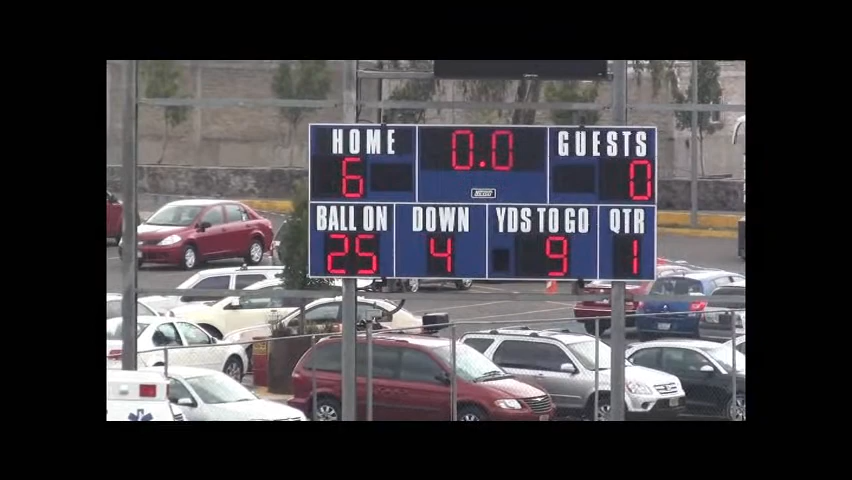 HOME 0.0 GUESTS
6 0
BALL ON DOWN YDS TO GO QTR
25 4 9 1